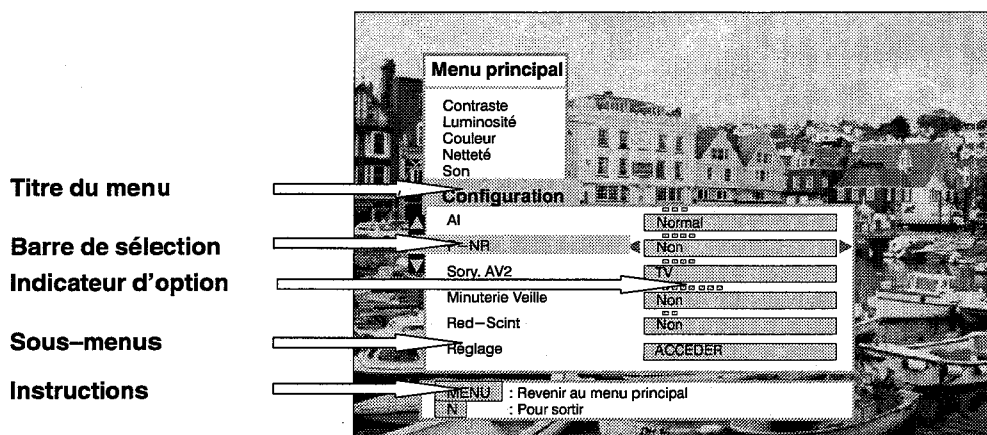 Menu principal
Contraste
Luminosité
Couleur
Netteté
Son
Titre du menu
Configuration
AI Normal
Barre de sélection
NR Non
Sory. AV2 TV
Indicateur d'option
Minuterie Veille Non
Red–Scint Non
Sous–menus
Réglage ACCEDER
Instructions
MENU : Revenir au menu principal
N : Pour sortir